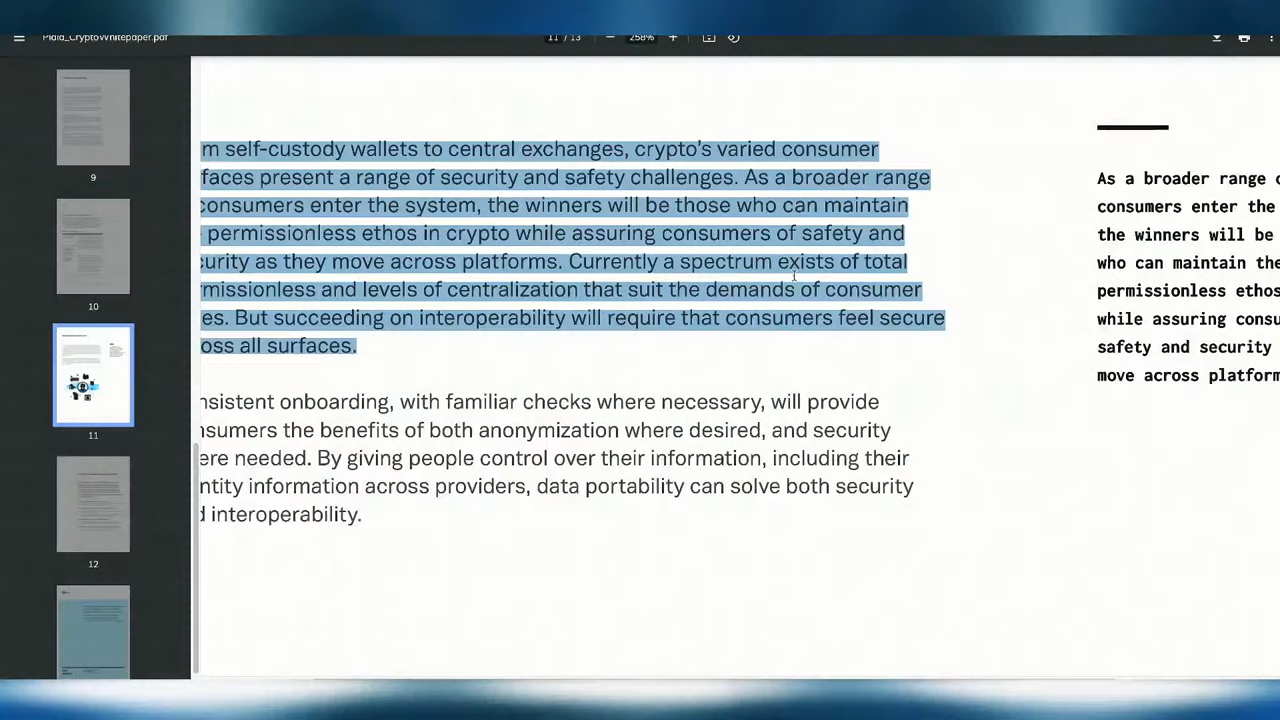 Plaid_CryptoWhitepaper.pdf
11 / 13
258%
9
10
11
12
m self-custody wallets to central exchanges, crypto's varied consumer
faces present a range of security and safety challenges. As a broader range
consumers enter the system, the winners will be those who can maintain
permissionless ethos in crypto while assuring consumers of safety and
curity as they move across platforms. Currently a spectrum exists of total
rmissionless and levels of centralization that suit the demands of consumer
es. But succeeding on interoperability will require that consumers feel secure
oss all surfaces.
nsistent onboarding, with familiar checks where necessary, will provide
nsumers the benefits of both anonymization where desired, and security
ere needed. By giving people control over their information, including their
ntity information across providers, data portability can solve both security
d interoperability.
As a broader range
consumers enter the
the winners will be
who can maintain the
permissionless ethos
while assuring consu
safety and security
move across platform